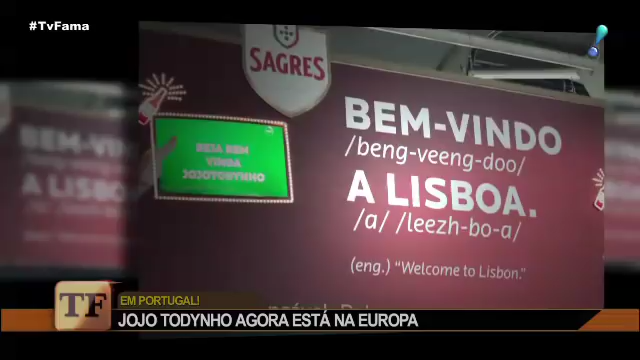 #TvFama
SAGRES
BEM-VINDO
/beng-veeng-doo/
A LISBOA.
/a/ /leezh-bo-a/
(eng.) "Welcome to Lisbon."
SEJA BEM
VINDA
JOJOTODYNHO
TF
EM PORTUGAL!
JOJO TODYNHO AGORA ESTÁ NA EUROPA